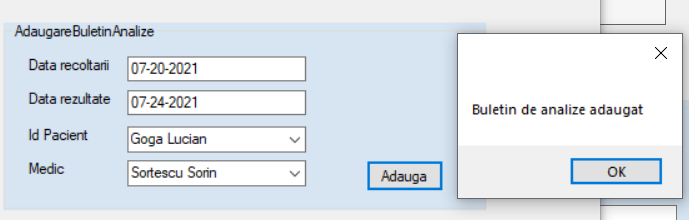 AdaugareBuletinAnalize
Data recoltarii 07-20-2021
Data rezultate 07-24-2021
Id Pacient Goga Lucian
Medic Sortescu Sorin
Adauga
Buletin de analize adaugat
OK